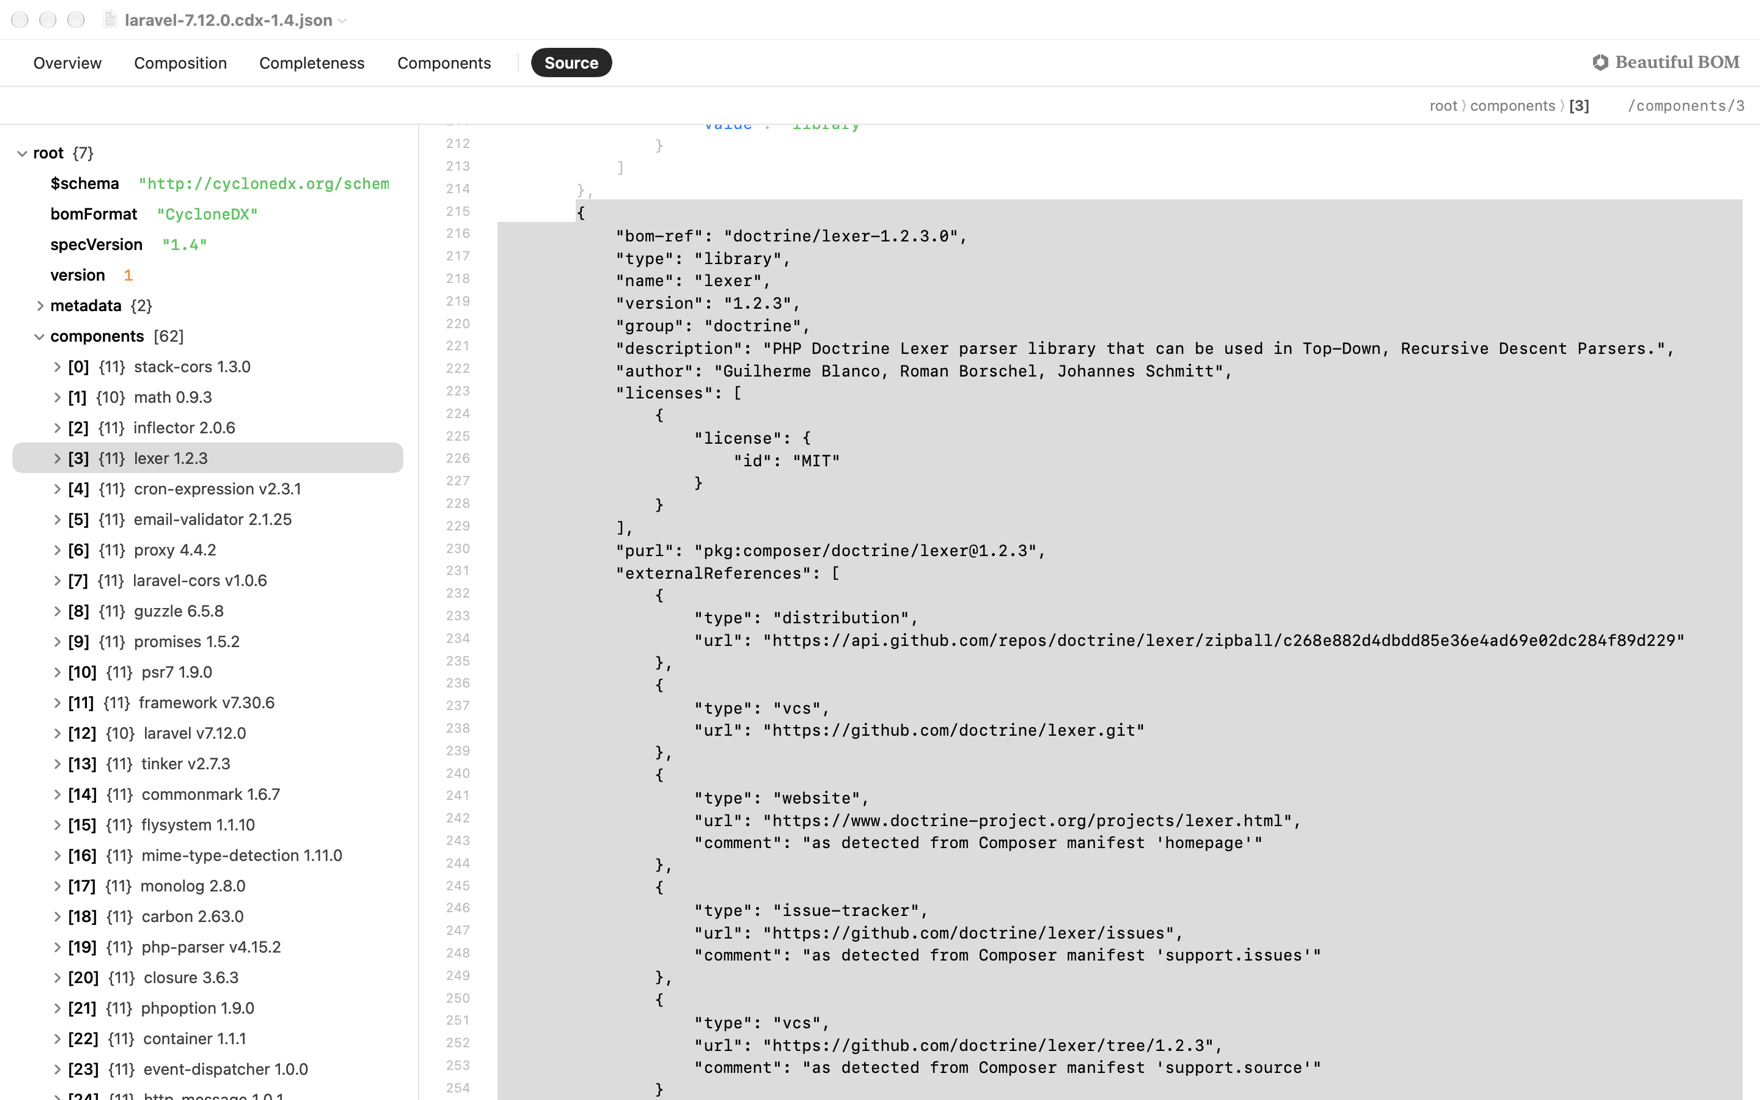 laravel-7.12.0.cdx-1.4.json
Overview Composition Completeness Components Source Beautiful BOM
root › components › [3] /components/3
root {7}
$schema "http://cyclonedx.org/schem
bomFormat "CycloneDX"
specVersion "1.4"
version 1
metadata {2}
components [62]
[0] {11} stack-cors 1.3.0
[1] {10} math 0.9.3
[2] {11} inflector 2.0.6
[3] {11} lexer 1.2.3
[4] {11} cron-expression v2.3.1
[5] {11} email-validator 2.1.25
[6] {11} proxy 4.4.2
[7] {11} laravel-cors v1.0.6
[8] {11} guzzle 6.5.8
[9] {11} promises 1.5.2
[10] {11} psr7 1.9.0
[11] {11} framework v7.30.6
[12] {10} laravel v7.12.0
[13] {11} tinker v2.7.3
[14] {11} commonmark 1.6.7
[15] {11} flysystem 1.1.10
[16] {11} mime-type-detection 1.11.0
[17] {11} monolog 2.8.0
[18] {11} carbon 2.63.0
[19] {11} php-parser v4.15.2
[20] {11} closure 3.6.3
[21] {11} phpoption 1.9.0
[22] {11} container 1.1.1
[23] {11} event-dispatcher 1.0.0
[24] {11} http-message 1.0.1
"value": "library"
212 }
213 ]
214 },
215 {
216 "bom-ref": "doctrine/lexer-1.2.3.0",
217 "type": "library",
218 "name": "lexer",
219 "version": "1.2.3",
220 "group": "doctrine",
221 "description": "PHP Doctrine Lexer parser library that can be used in Top-Down, Recursive Descent Parsers.",
222 "author": "Guilherme Blanco, Roman Borschel, Johannes Schmitt",
223 "licenses": [
224 {
225 "license": {
226 "id": "MIT"
227 }
228 }
229 ],
230 "purl": "pkg:composer/doctrine/lexer@1.2.3",
231 "externalReferences": [
232 {
233 "type": "distribution",
234 "url": "https://api.github.com/repos/doctrine/lexer/zipball/c268e882d4dbdd85e36e4ad69e02dc284f89d229"
235 },
236 {
237 "type": "vcs",
238 "url": "https://github.com/doctrine/lexer.git"
239 },
240 {
241 "type": "website",
242 "url": "https://www.doctrine-project.org/projects/lexer.html",
243 "comment": "as detected from Composer manifest 'homepage'"
244 },
245 {
246 "type": "issue-tracker",
247 "url": "https://github.com/doctrine/lexer/issues",
248 "comment": "as detected from Composer manifest 'support.issues'"
249 },
250 {
251 "type": "vcs",
252 "url": "https://github.com/doctrine/lexer/tree/1.2.3",
253 "comment": "as detected from Composer manifest 'support.source'"
254 }